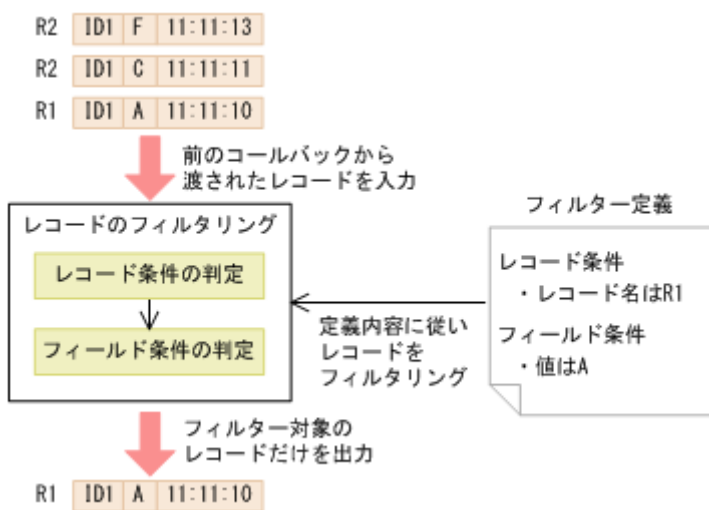 R2 ID1 F 11:11:13
R2 ID1 C 11:11:11
R1 ID1 A 11:11:10
前のコールバックから
渡されたレコードを入力
レコードのフィルタリング
レコード条件の判定
フィールド条件の判定
定義内容に従い
レコードを
フィルタリング
フィルター定義
レコード条件
・レコード名はR1
フィールド条件
・値はA
フィルター対象の
レコードだけを出力
R1 ID1 A 11:11:10